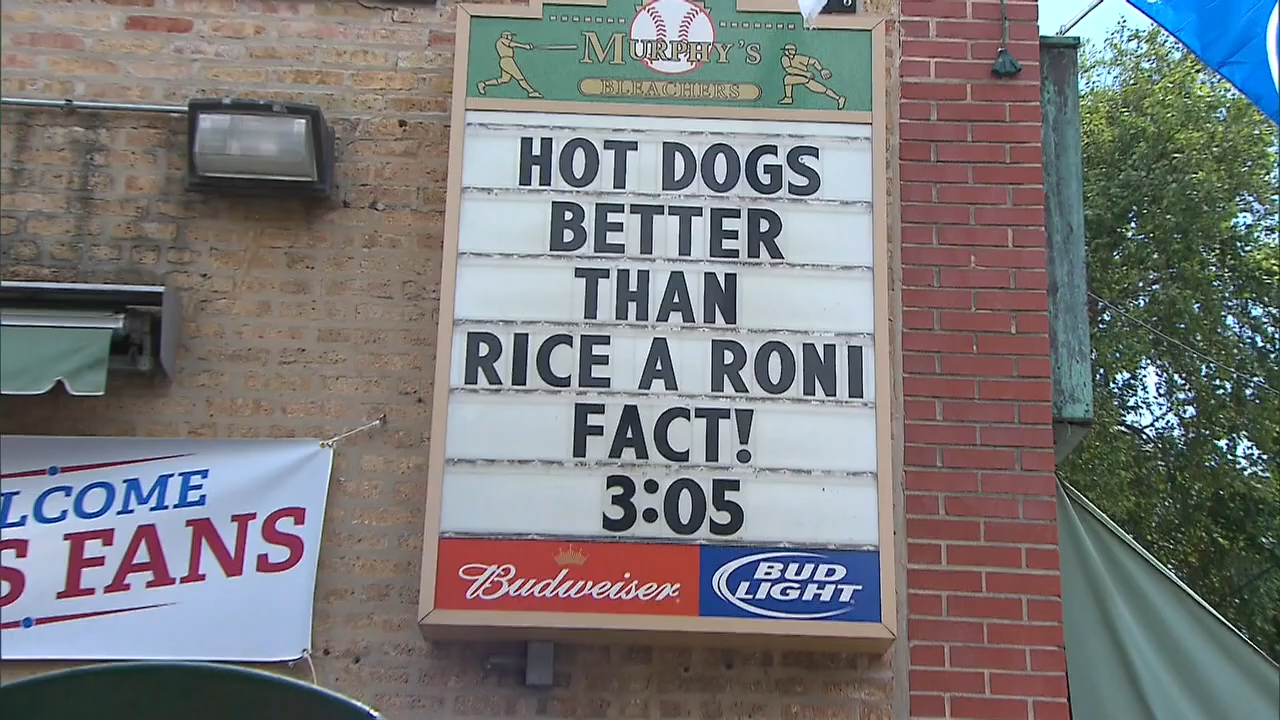 MURPHY'S
BLEACHERS
HOT DOGS
BETTER
THAN
RICE A RONI
FACT!
3:05
Budweiser
BUD
LIGHT
LCOME
S FANS